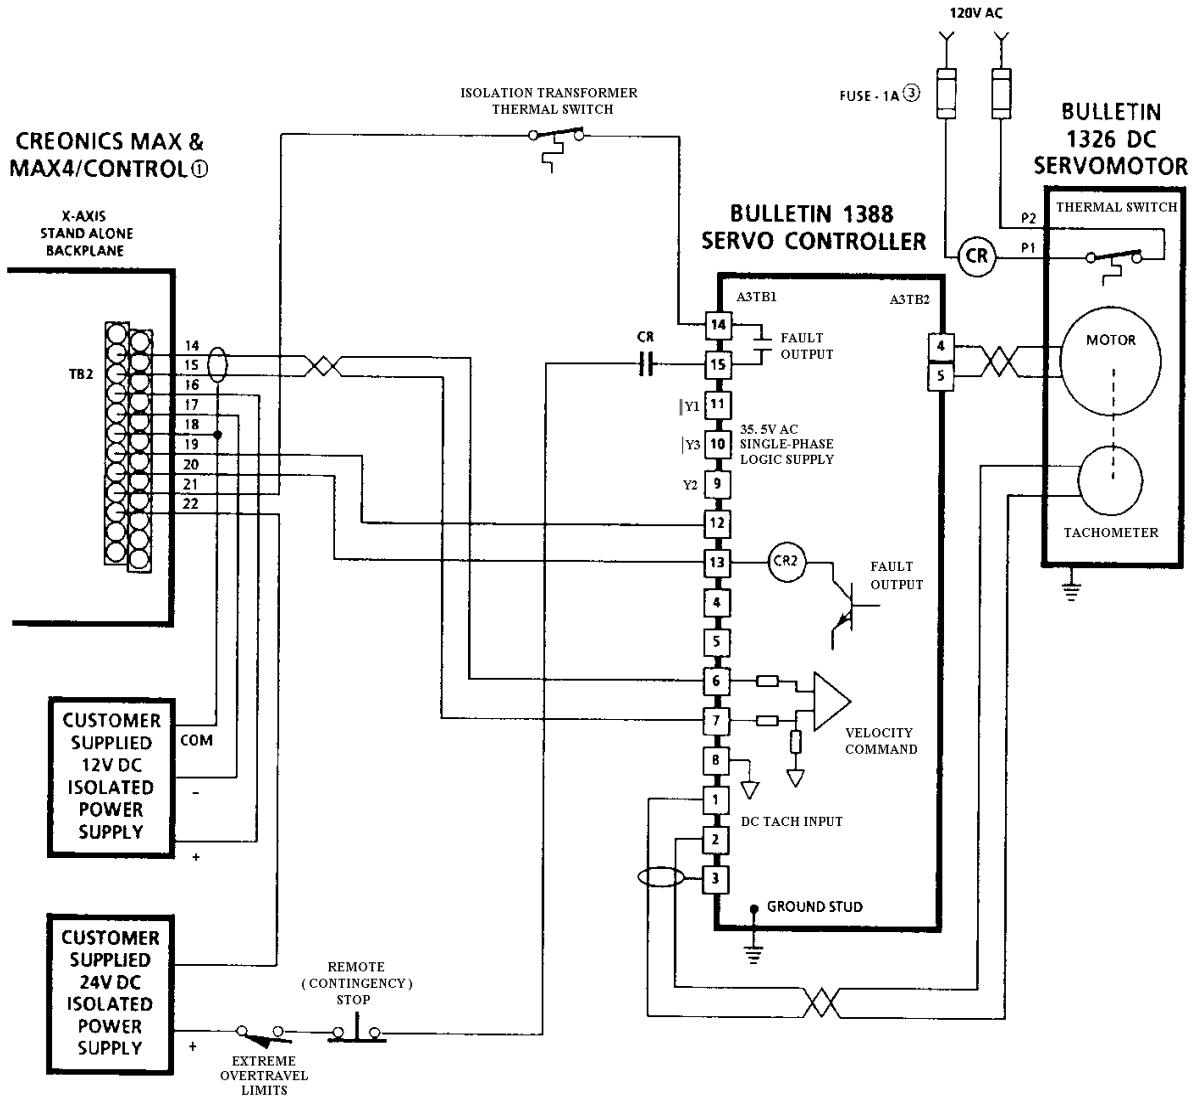 120V AC
FUSE - 1A ③
ISOLATION TRANSFORMER
THERMAL SWITCH
BULLETIN
1326 DC
SERVOMOTOR
CREONICS MAX &
MAX4/CONTROL ①
X-AXIS
STAND ALONE
BACKPLANE
THERMAL SWITCH
P2
P1
CR
BULLETIN 1388
SERVO CONTROLLER
A3TB1
A3TB2
14
FAULT
OUTPUT
CR
15
4
5
MOTOR
TB2
14
15
16
17
18
19
20
21
22
|Y1
11
|Y3
10
Y2
9
35.5V AC
SINGLE-PHASE
LOGIC SUPPLY
TACHOMETER
12
13
CR2
FAULT
OUTPUT
4
5
6
7
VELOCITY
COMMAND
8
1
DC TACH INPUT
2
3
GROUND STUD
CUSTOMER
SUPPLIED
12V DC
ISOLATED
POWER
SUPPLY
COM
-
+
CUSTOMER
SUPPLIED
24V DC
ISOLATED
POWER
SUPPLY
+
REMOTE
(CONTINGENCY)
STOP
EXTREME
OVERTRAVEL
LIMITS